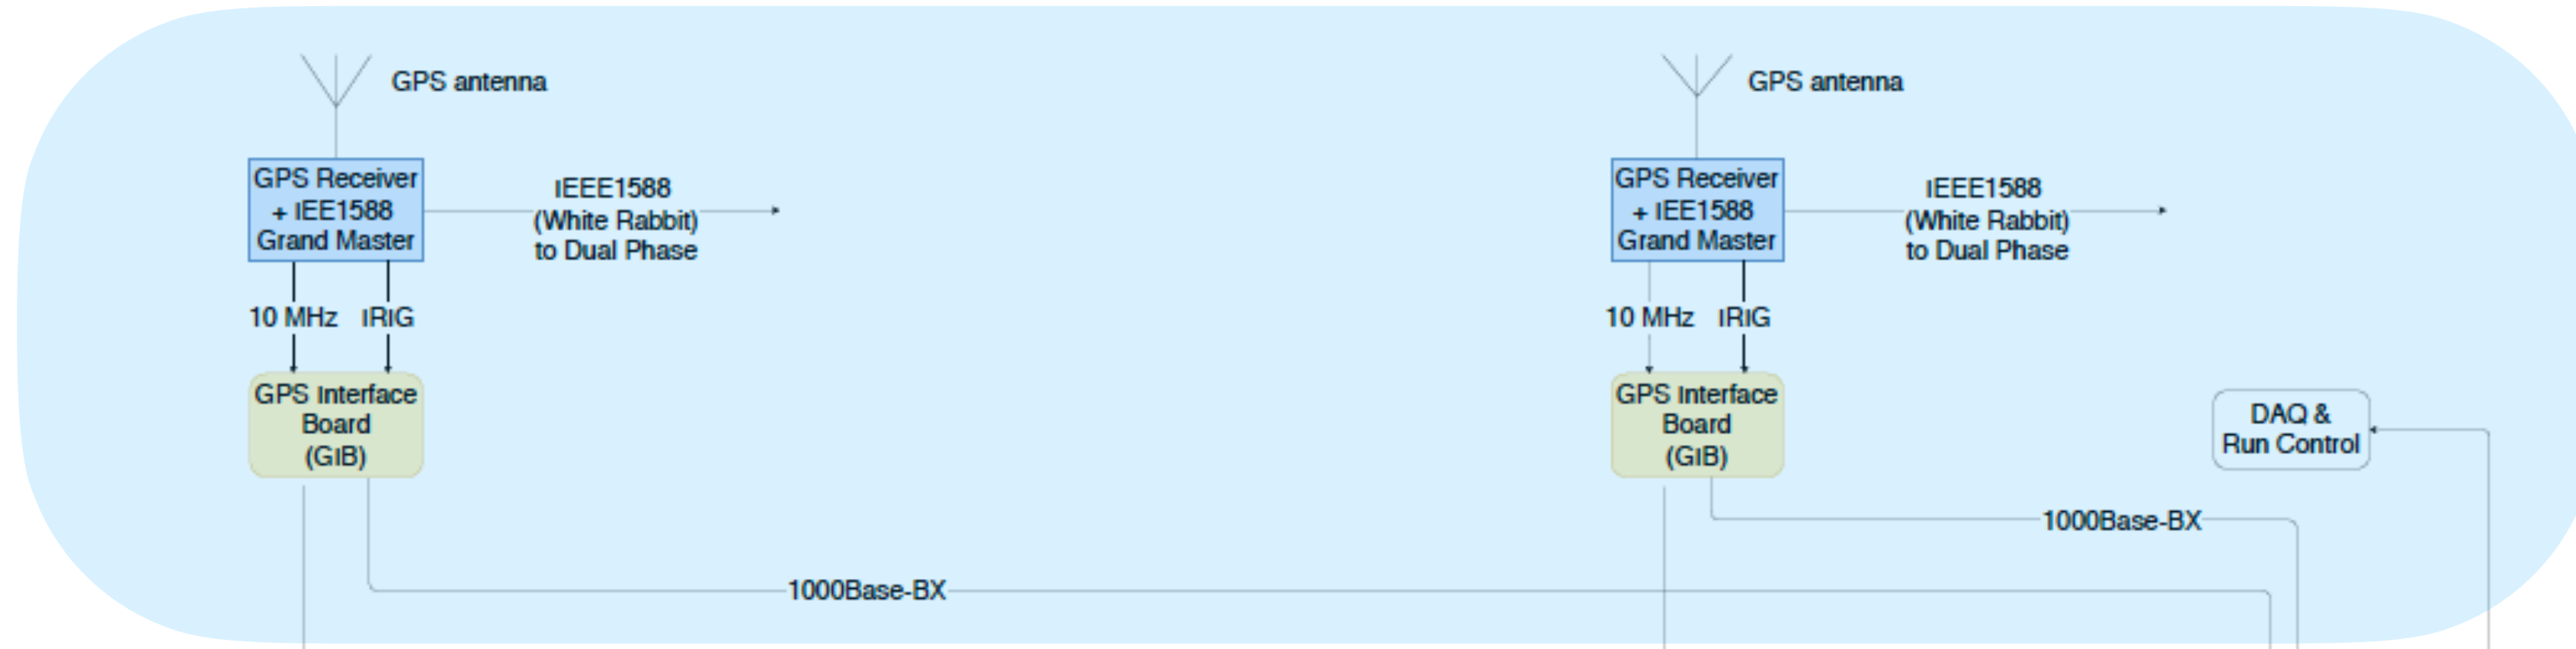 GPS antenna
GPS Receiver
+ IEE1588
Grand Master
IEEE1588
(White Rabbit)
to Dual Phase
10 MHz
IRIG
GPS Interface
Board
(GIB)
1000Base-BX
GPS antenna
GPS Receiver
+ IEE1588
Grand Master
IEEE1588
(White Rabbit)
to Dual Phase
10 MHz
IRIG
GPS Interface
Board
(GIB)
DAQ &
Run Control
1000Base-BX